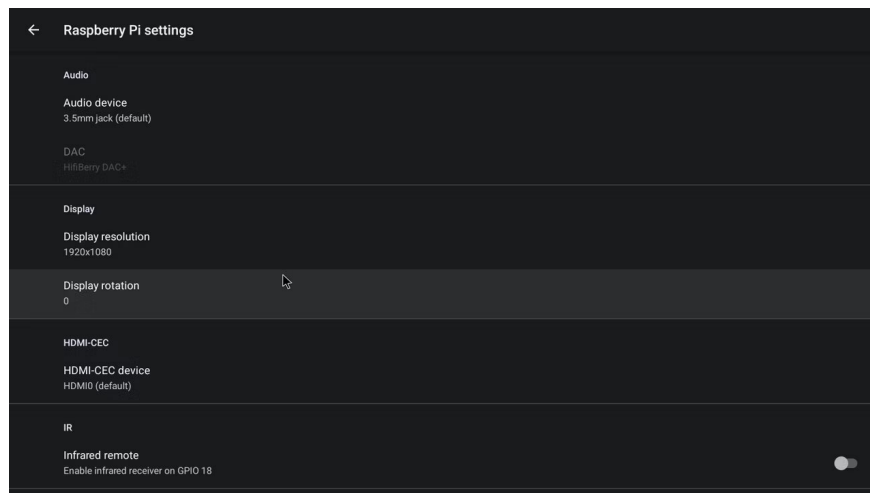 Raspberry Pi settings
Audio
Audio device
3.5mm jack (default)
DAC
HifiBerry DAC+
Display
Display resolution
1920x1080
Display rotation
0
HDMI-CEC
HDMI-CEC device
HDMI0 (default)
IR
Infrared remote
Enable infrared receiver on GPIO 18